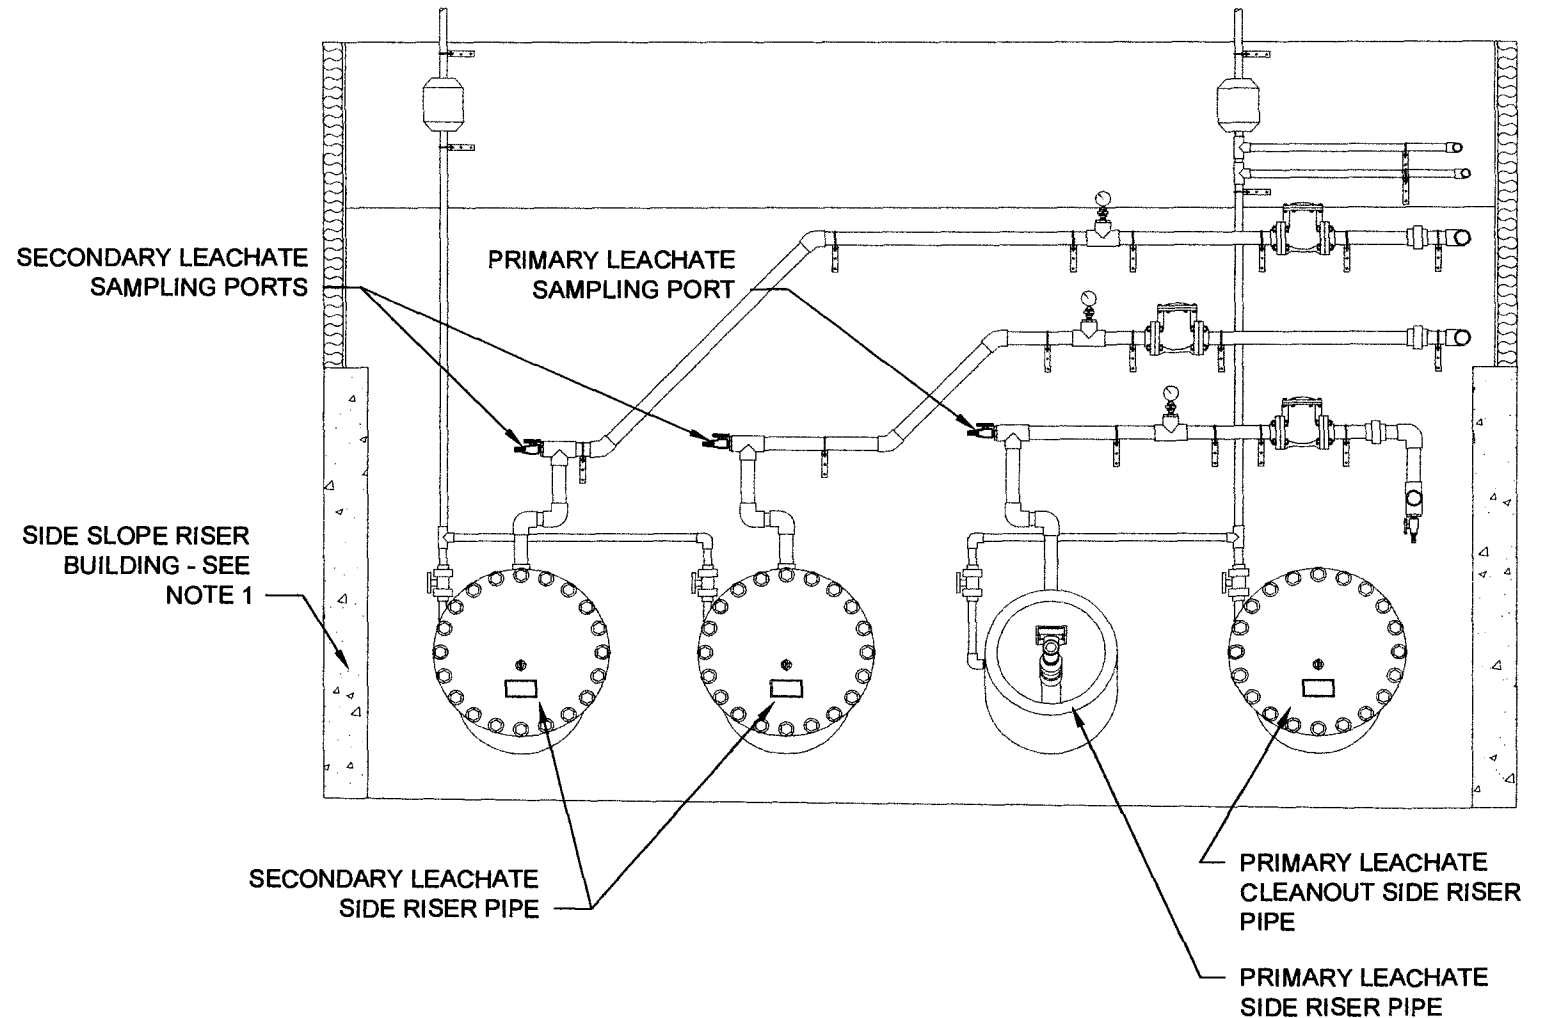 SECONDARY LEACHATE
SAMPLING PORTS
PRIMARY LEACHATE
SAMPLING PORT
SIDE SLOPE RISER
BUILDING - SEE
NOTE 1
SECONDARY LEACHATE
SIDE RISER PIPE
PRIMARY LEACHATE
CLEANOUT SIDE RISER
PIPE
PRIMARY LEACHATE
SIDE RISER PIPE